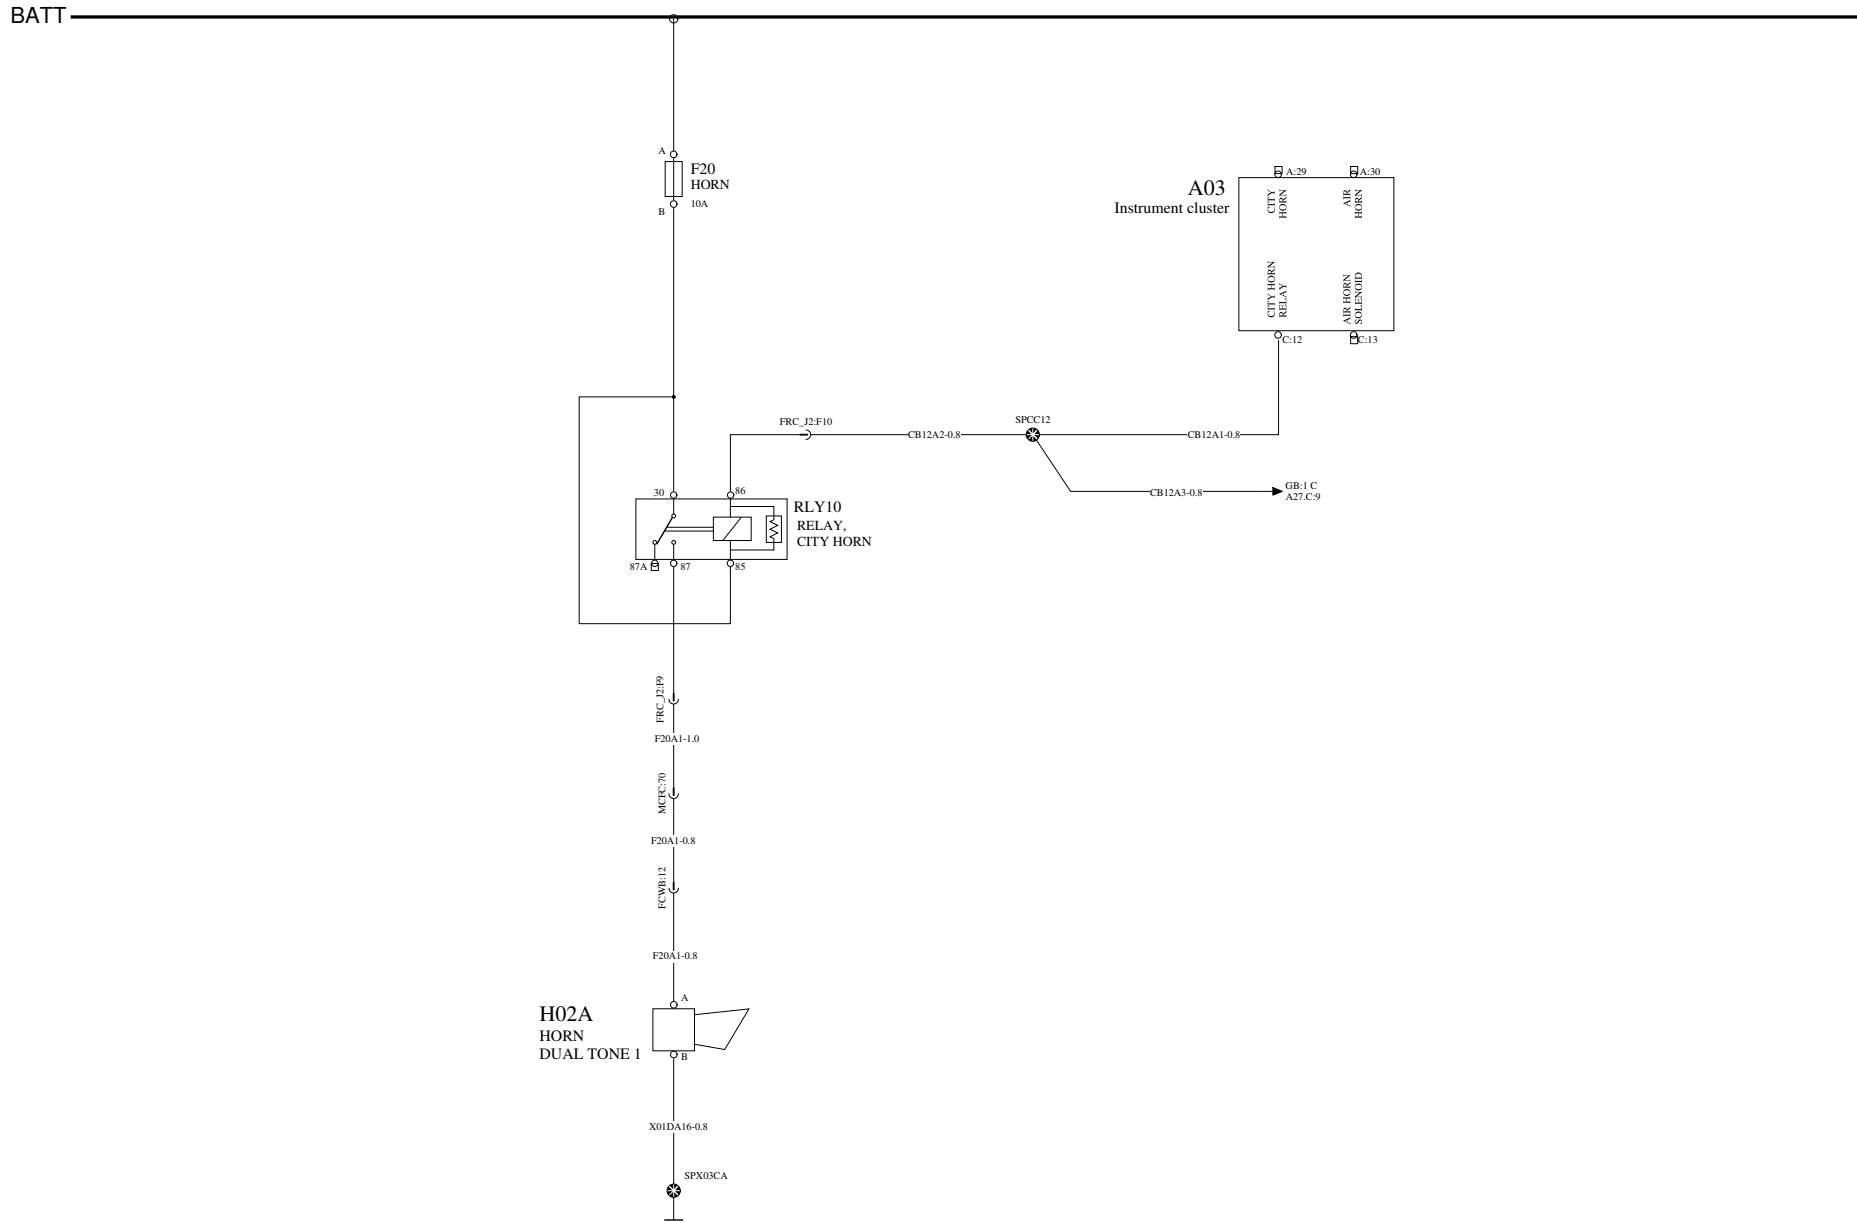 BATT
A
F20
HORN
10A
B
A03
Instrument cluster
A:29
A:30
CITY
HORN
AIR
HORN
CITY HORN
RELAY
AIR HORN
SOLENOID
C:12
C:13
FRC_J2:F10
CB12A2-0.8
SPCC12
CB12A1-0.8
CB12A3-0.8
GB:1 C
A27.C:9
30
86
RLY10
RELAY,
CITY HORN
87A
87
85
FRC_J2:F9
F20A1-1.0
MCFC:70
F20A1-0.8
FCWB:12
F20A1-0.8
A
H02A
HORN
DUAL TONE 1
B
X01DA16-0.8
SPX03CA